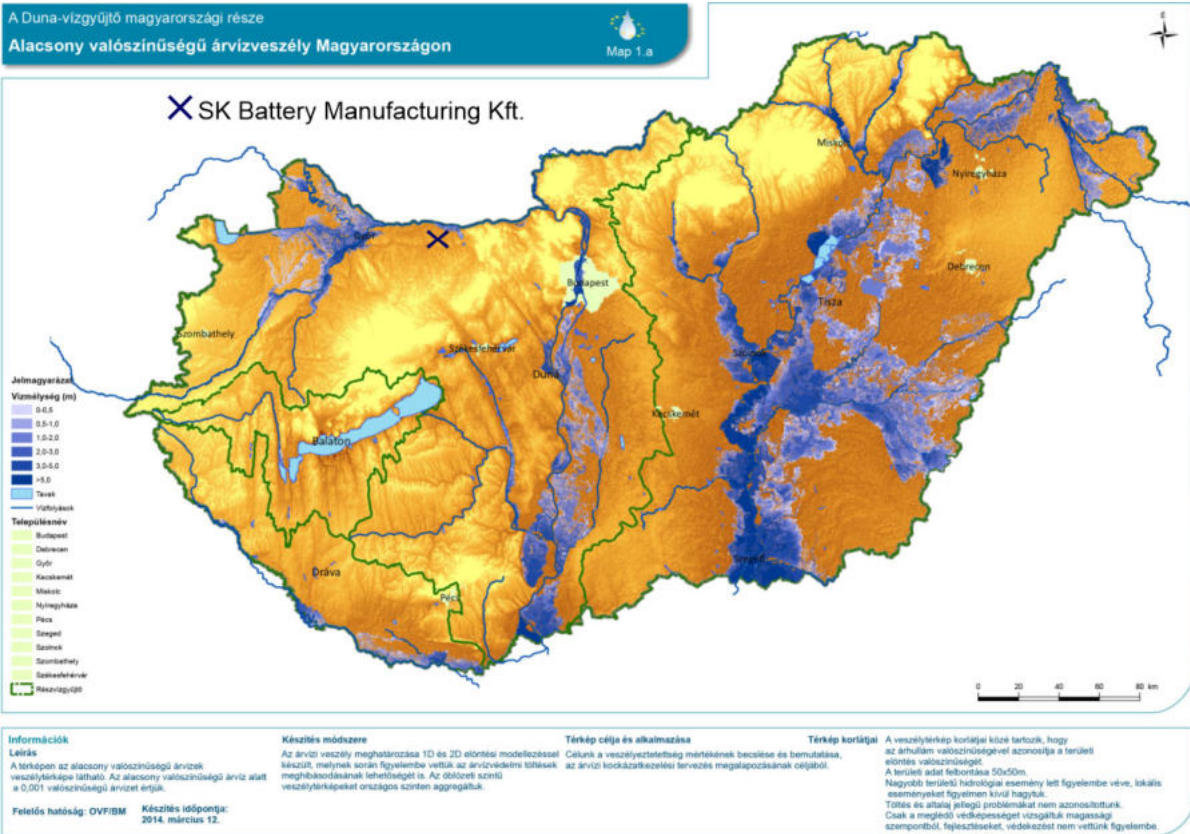 A Duna-vízgyűjtő magyarországi része
Alacsony valószínűségű árvízveszély Magyarországon
Map 1.a
SK Battery Manufacturing Kft.
Miskolc
Nyíregyháza
Győr
Budapest
Debrecen
Tisza
Szombathely
Székesfehérvár
Szolnok
Duna
Kecskemét
Balaton
Szeged
Dráva
Pécs
Jelmagyarázat
Vízmélység (m)
0-0,5
0,5-1,0
1,0-2,0
2,0-3,0
3,0-5,0
>5,0
Tavak
Vízfolyások
Településnév
Budapest
Debrecen
Győr
Kecskemét
Miskolc
Nyíregyháza
Pécs
Szeged
Szolnok
Szombathely
Székesfehérvár
Részvízgyűjtő
0 20 40 60 80 km
Információk
Leírás
A térképen az alacsony valószínűségű árvizek
veszélytérképe látható. Az alacsony valószínűségű árvíz alatt
a 0,001 valószínűségű árvizet értjük.
Felelős hatóság: OVF/BM
Készítés időpontja:
2014. március 12.
Készítés módszere
Az árvízi veszély meghatározása 1D és 2D elöntési modellezéssel
készült, melynek során figyelembe vettük az árvízvédelmi töltések
meghibásodásának lehetőségét is. Az öblözeti szintű
veszélytérképeket országos szinten aggregáltuk.
Térkép célja és alkalmazása
Célunk a veszélyeztetettség mértékének becslése és bemutatása,
az árvízi kockázatkezelési tervezés megalapozásának céljából.
Térkép korlátjai
A veszélytérkép korlátjai közé tartozik, hogy
az árhullám valószínűségével azonosítja a területi
elöntés valószínűségét.
A területi adat felbontása 50x50m.
Nagyobb területű hidrológiai esemény lett figyelembe véve, lokális
eseményeket figyelmen kívül hagytuk.
Töltés és altalaj jellegű problémákat nem azonosítottunk.
Csak a meglédő védképességet vizsgáltuk magassági
szempontból, fejlesztéseket, védekezést nem vettünk figyelembe.